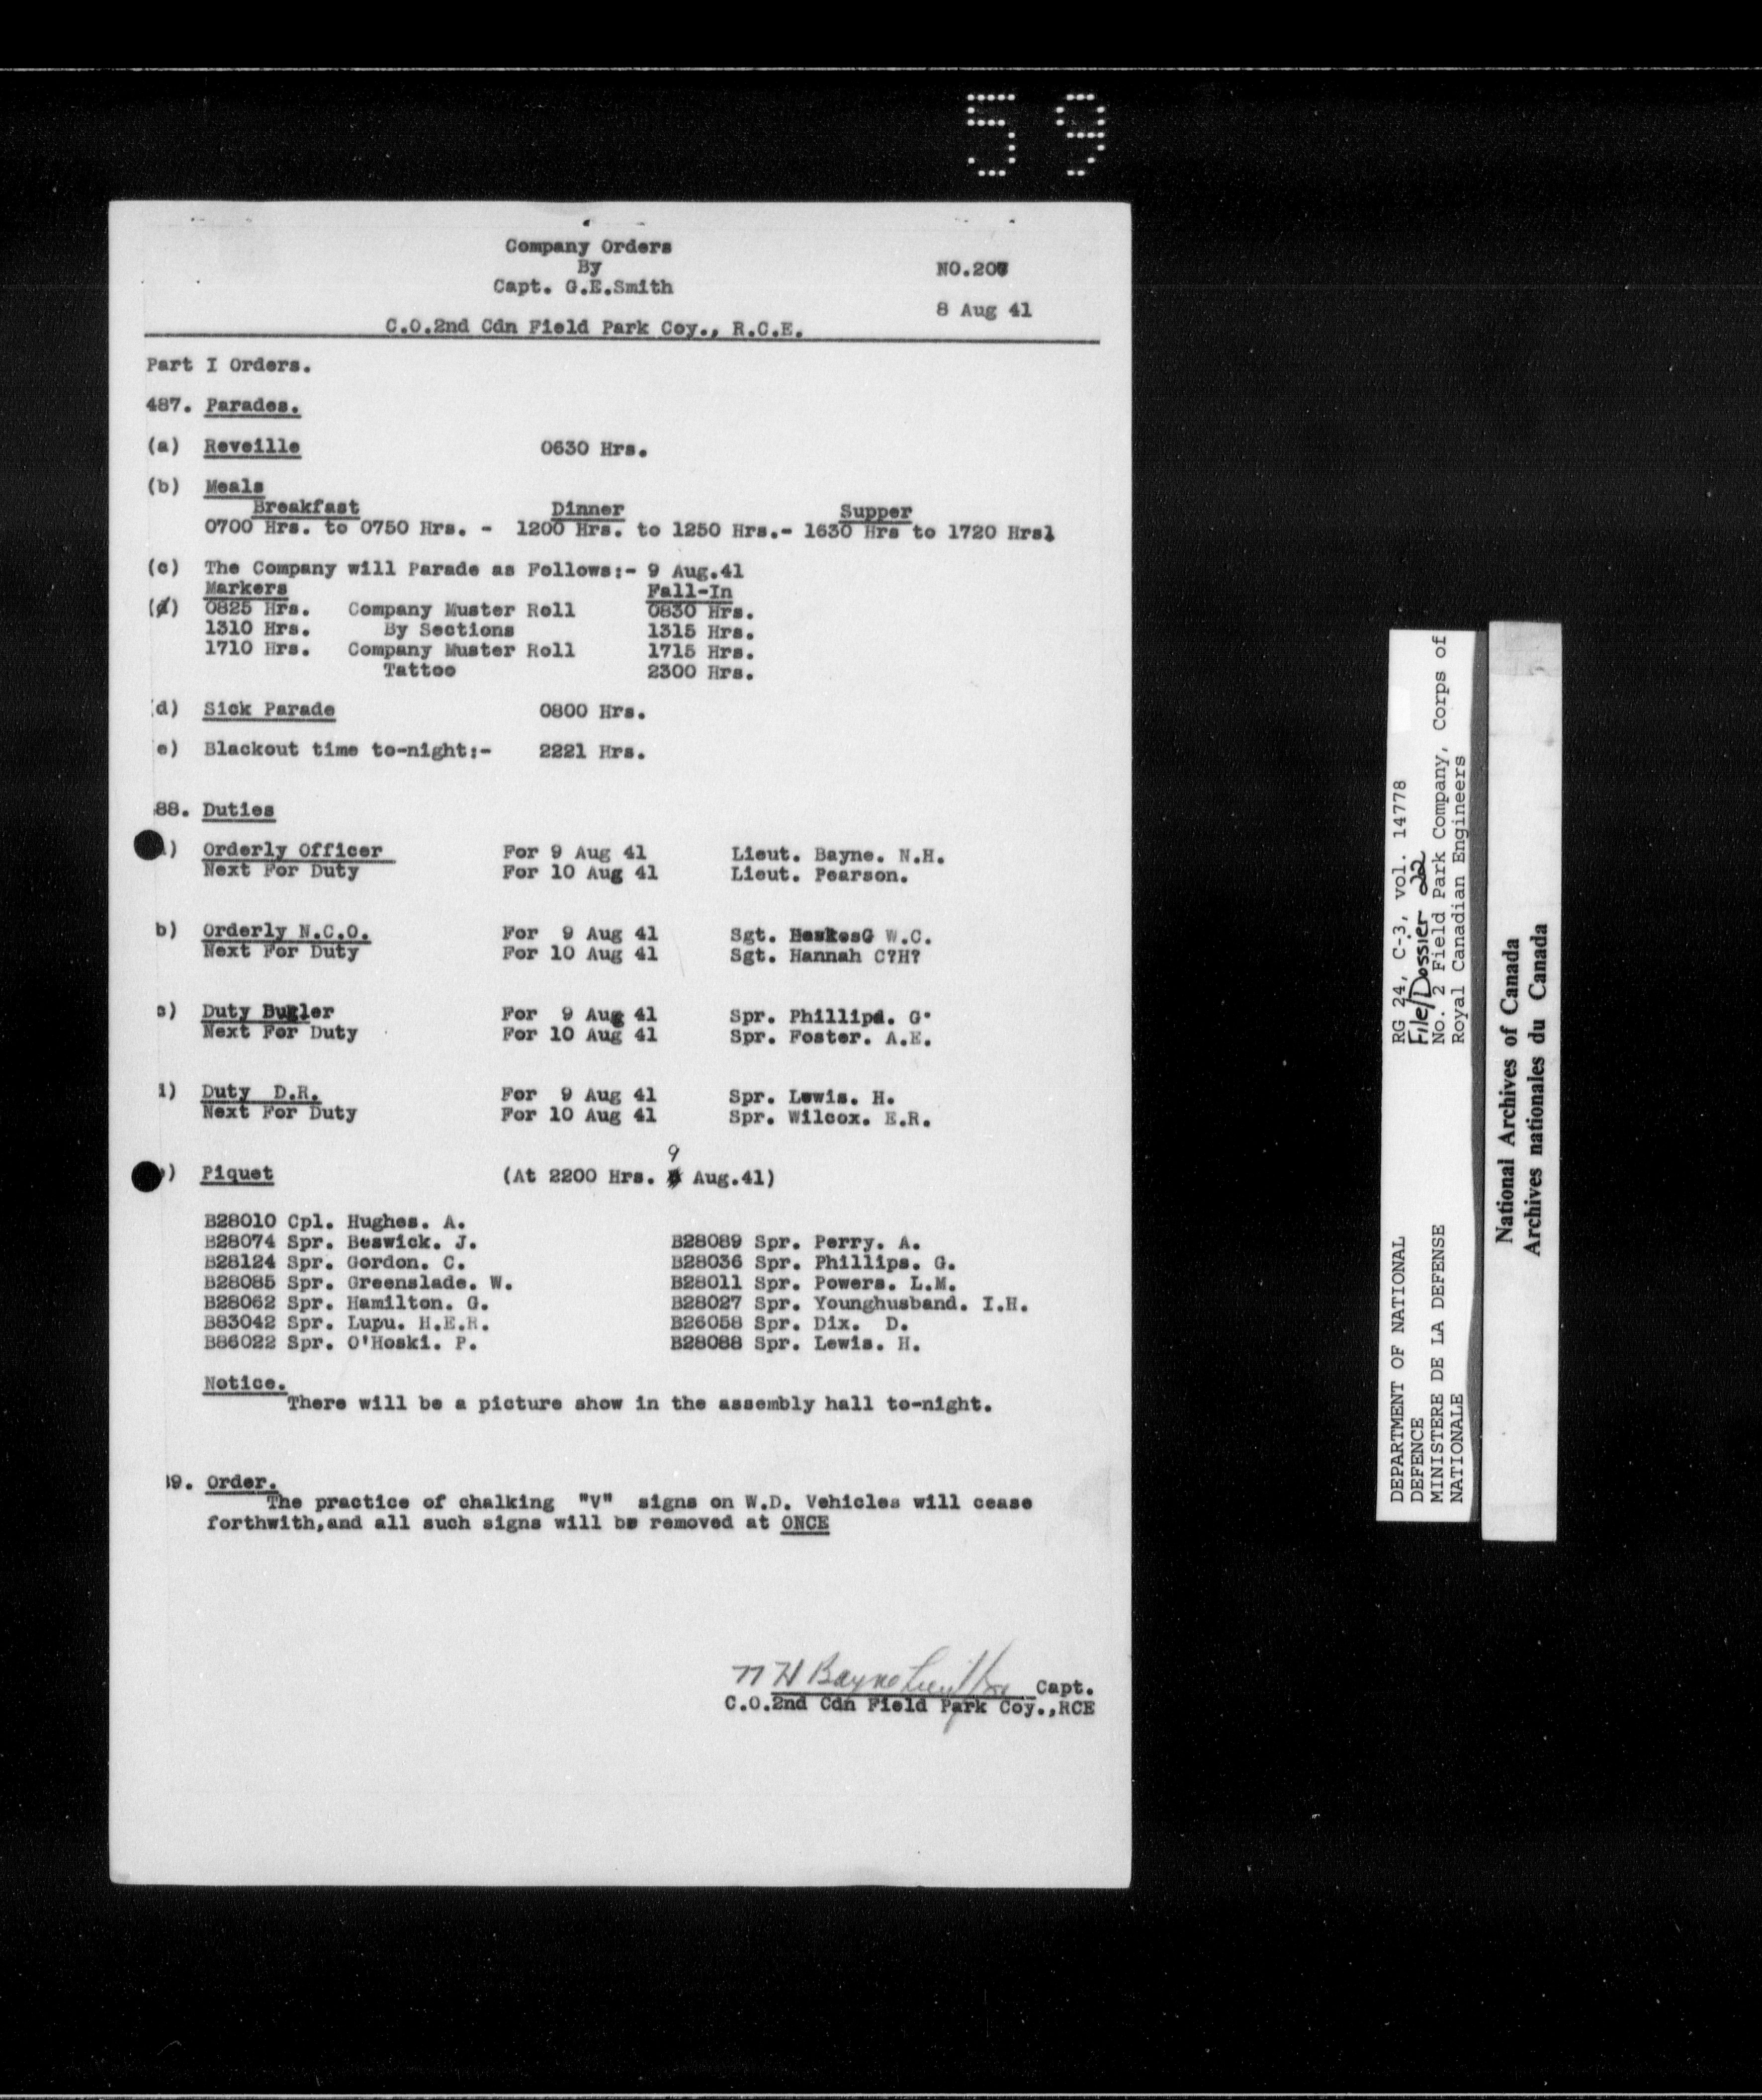 59
Company Orders
By
Capt. G.E.Smith
NO.207
8 Aug 41
C.O.2nd Cdn Field Park Coy., R.C.E.
Part I Orders.
487. Parades.
(a) Reveille 0630 Hrs.
(b) Meals
Breakfast Dinner Supper
0700 Hrs. to 0750 Hrs. - 1200 Hrs. to 1250 Hrs.- 1630 Hrs to 1720 Hrs.
(c) The Company will Parade as Follows:- 9 Aug.41
Markers Fall-In
(d) 0825 Hrs. Company Muster Roll 0830 Hrs.
1310 Hrs. By Sections 1315 Hrs.
1710 Hrs. Company Muster Roll 1715 Hrs.
Tattoo 2300 Hrs.
d) Sick Parade 0800 Hrs.
e) Blackout time to-night:- 2221 Hrs.
88. Duties
) Orderly Officer For 9 Aug 41 Lieut. Bayne. N.H.
Next For Duty For 10 Aug 41 Lieut. Pearson.
b) Orderly N.C.O. For 9 Aug 41 Sgt. W.C.
Next For Duty For 10 Aug 41 Sgt. Hannah C?H?
c) Duty Bugler For 9 Aug 41 Spr. Phillips. G.
Next For Duty For 10 Aug 41 Spr. Foster. A.E.
d) Duty D.R. For 9 Aug 41 Spr. Lewis. H.
Next For Duty For 10 Aug 41 Spr. Wilcox. E.R.
) Piquet (At 2200 Hrs. 9 Aug.41)
B28010 Cpl. Hughes. A.
B28074 Spr. Beswick. J. B28089 Spr. Perry. A.
B28124 Spr. Gordon. C. B28036 Spr. Phillips. G.
B28085 Spr. Greenslade. W. B28011 Spr. Powers. L.M.
B28062 Spr. Hamilton. G. B28027 Spr. Younghusband. I.H.
B83042 Spr. Lupu. H.E.R. B26058 Spr. Dix. D.
B86022 Spr. O'Hoski. P. B28088 Spr. Lewis. H.
Notice.
There will be a picture show in the assembly hall to-night.
89. Order.
The practice of chalking "V" signs on W.D. Vehicles will cease
forthwith,and all such signs will be removed at ONCE
N H Bayne Lieut for Capt.
C.O.2nd Cdn Field Park Coy.,RCE
DEPARTMENT OF NATIONAL
DEFENCE
MINISTERE DE LA DEFENSE
NATIONALE
RG 24, C-3, vol. 14778
File/Dossier 22
No. 2 Field Park Company, Corps of
Royal Canadian Engineers
National Archives of Canada
Archives nationales du Canada